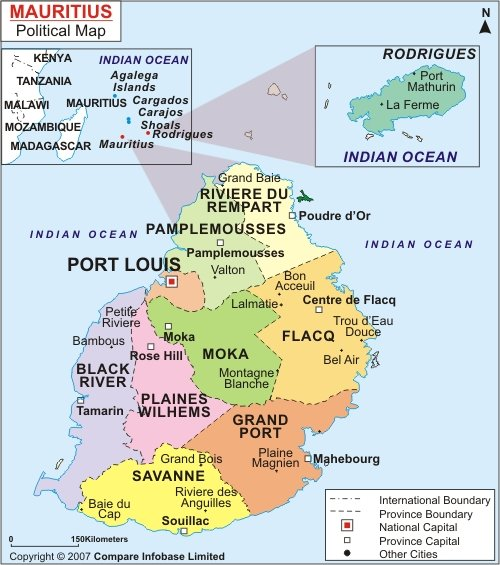 MAURITIUS
Political Map
N
KENYA
TANZANIA
MALAWI
MOZAMBIQUE
MADAGASCAR
INDIAN OCEAN
Agalega
Islands
MAURITIUS
Cargados
Carajos
Shoals
Rodrigues
Mauritius
RODRIGUES
Port
Mathurin
La Ferme
INDIAN OCEAN
Grand Baie
RIVIERE DU
REMPART
Poudre d'Or
PAMPLEMOUSSES
Pamplemousses
INDIAN OCEAN
INDIAN OCEAN
PORT LOUIS
Valton
Bon
Acceuil
Lalmatie
Centre de Flacq
Petite
Riviere
Trou d'Eau
Douce
Moka
FLACQ
Bambous
Rose Hill
MOKA
Bel Air
BLACK
RIVER
Montagne
Blanche
PLAINES
WILHEMS
Tamarin
GRAND
PORT
Grand Bois
Plaine
Magnien
Mahebourg
SAVANNE
Riviere des
Anguilles
Baie du
Cap
Souillac
International Boundary
Province Boundary
National Capital
Province Capital
Other Cities
0
150Kilometers
Copyright © 2007 Compare Infobase Limited